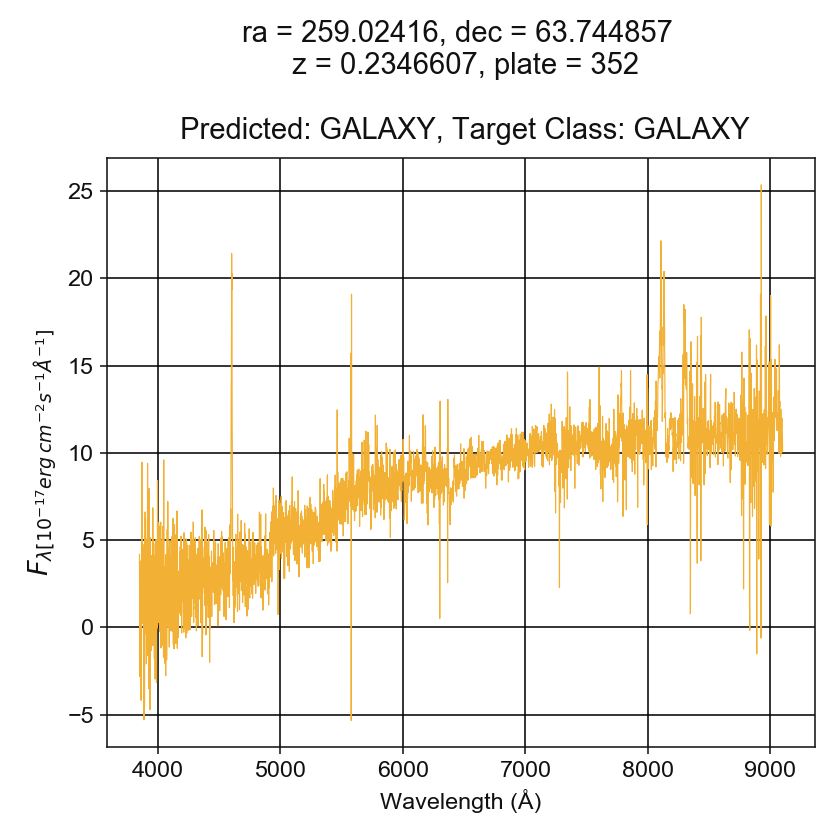 ra = 259.02416, dec = 63.744857
z = 0.2346607, plate = 352
Predicted: GALAXY, Target Class: GALAXY
25
20
15
10
5
0
−5
F_{λ[10^{−17} erg cm^{−2} s^{−1} Å^{−1}]}
4000 5000 6000 7000 8000 9000
Wavelength (Å)